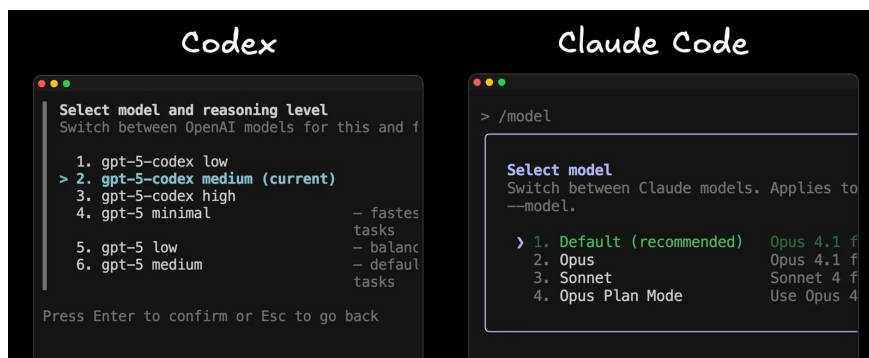 Codex
Select model and reasoning level
Switch between OpenAI models for this and f
1. gpt-5-codex low
> 2. gpt-5-codex medium (current)
3. gpt-5-codex high
4. gpt-5 minimal — fastes
tasks
5. gpt-5 low — balanc
6. gpt-5 medium — defaul
tasks
Press Enter to confirm or Esc to go back
Claude Code
> /model
Select model
Switch between Claude models. Applies to
--model.
❯ 1. Default (recommended) Opus 4.1 f
2. Opus Opus 4.1 f
3. Sonnet Sonnet 4 f
4. Opus Plan Mode Use Opus 4